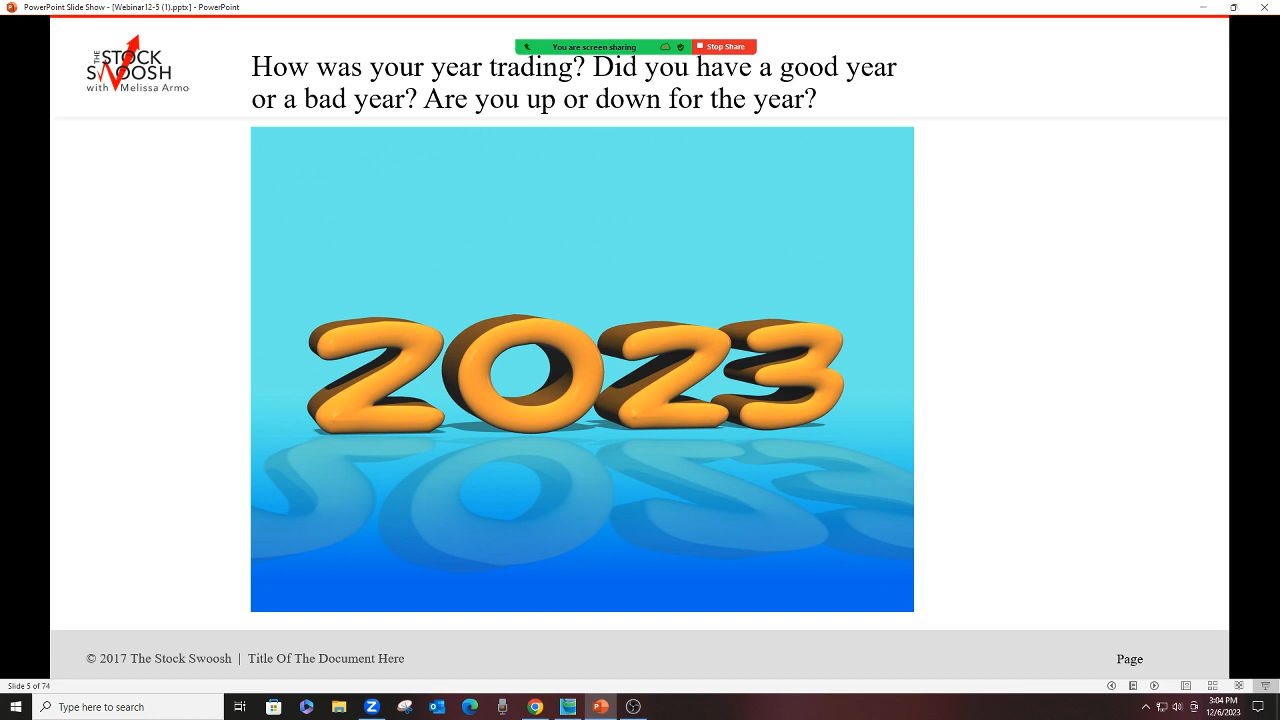 PowerPoint Slide Show - [Webinar12-5 (1).pptx] - PowerPoint
You are screen sharing
Stop Share
THE STOCK
SWOOSH
with Melissa Armo
How was your year trading? Did you have a good year
or a bad year? Are you up or down for the year?
2023
© 2017 The Stock Swoosh | Title Of The Document Here
Page
Slide 5 of 74
Type here to search
3:04 PM
12/6/2023